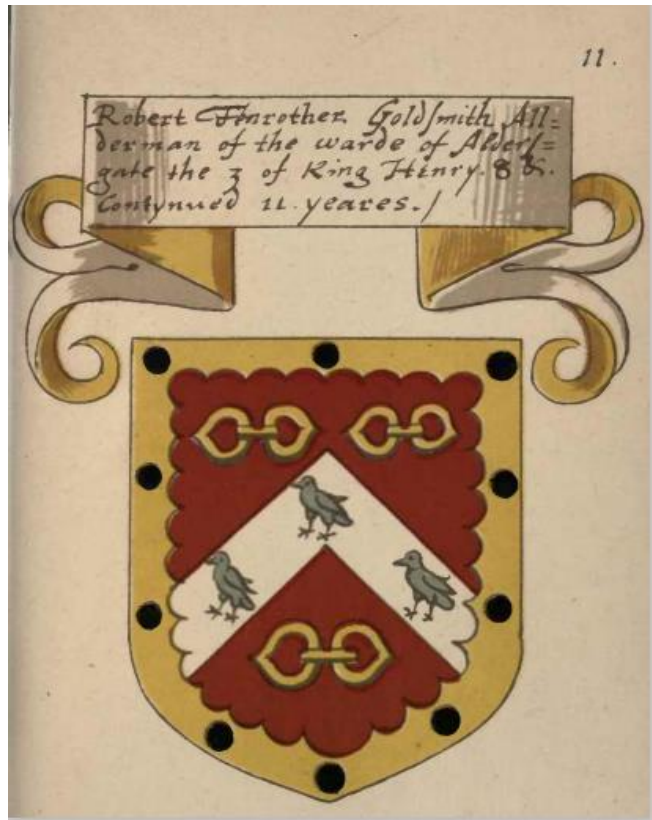 11.
Robert Fenrother Goldsmith All=
derman of the warde of Alders=
gate the 3 of King Henry. 8 &.
Contynued 11. yeares./